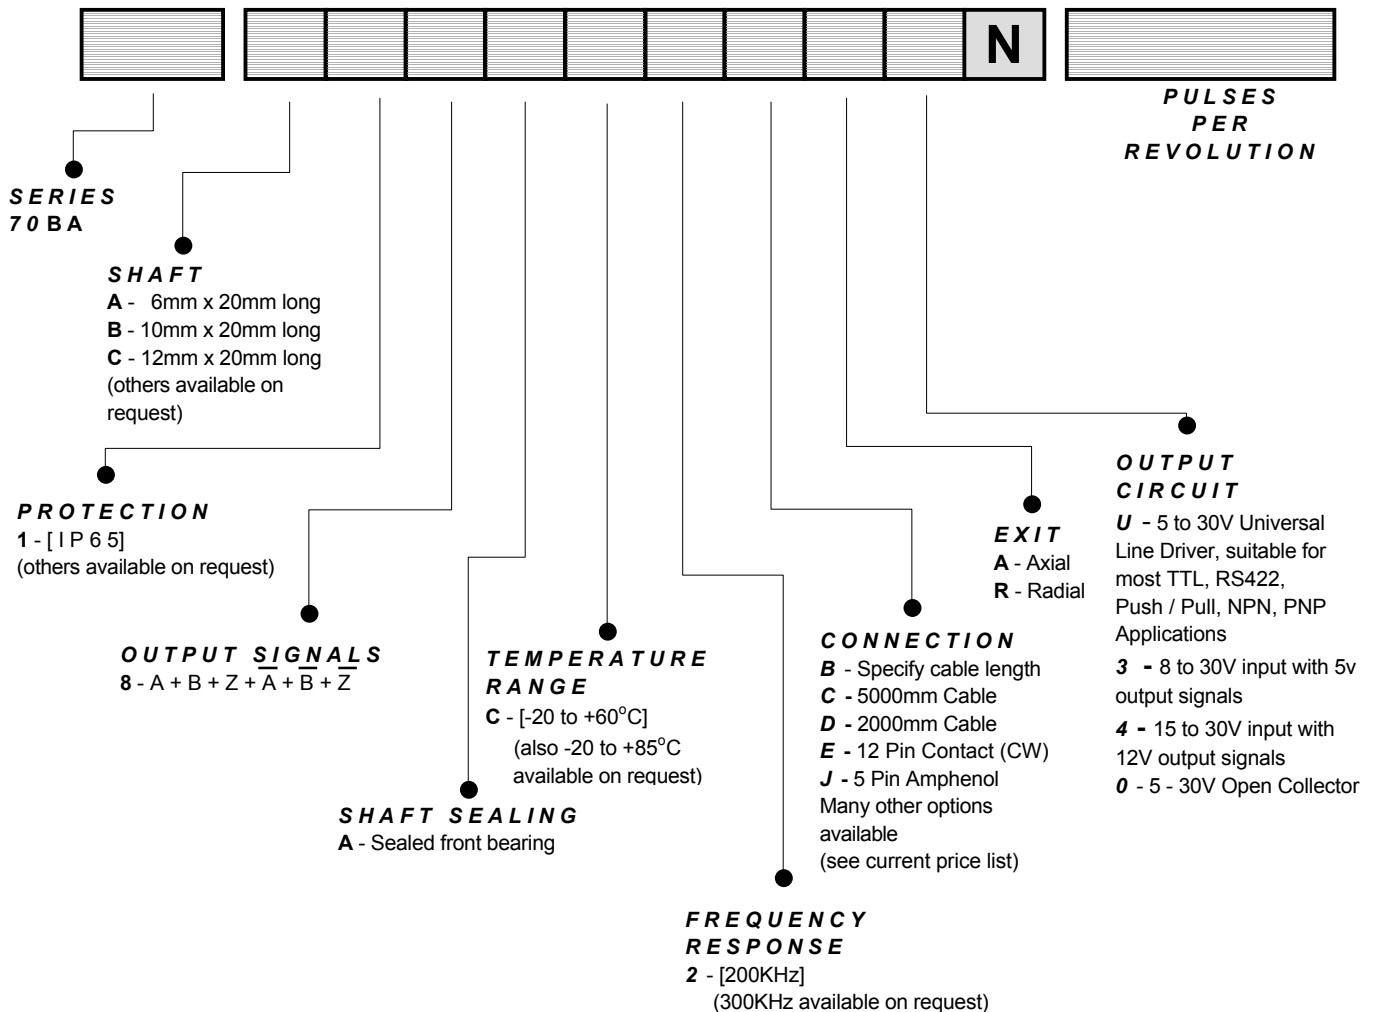 N
PULSES
PER
REVOLUTION
SERIES
70BA
SHAFT
A - 6mm x 20mm long
B - 10mm x 20mm long
C - 12mm x 20mm long
(others available on
request)
PROTECTION
1 - [IP65]
(others available on request)
OUTPUT SIGNALS
8 - A + B + Z + A̅ + B̅ + Z̅
SHAFT SEALING
A - Sealed front bearing
TEMPERATURE
RANGE
C - [-20 to +60°C]
(also -20 to +85°C
available on request)
FREQUENCY
RESPONSE
2 - [200KHz]
(300KHz available on request)
CONNECTION
B - Specify cable length
C - 5000mm Cable
D - 2000mm Cable
E - 12 Pin Contact (CW)
J - 5 Pin Amphenol
Many other options
available
(see current price list)
EXIT
A - Axial
R - Radial
OUTPUT
CIRCUIT
U - 5 to 30V Universal
Line Driver, suitable for
most TTL, RS422,
Push / Pull, NPN, PNP
Applications
3 - 8 to 30V input with 5v
output signals
4 - 15 to 30V input with
12V output signals
0 - 5 - 30V Open Collector